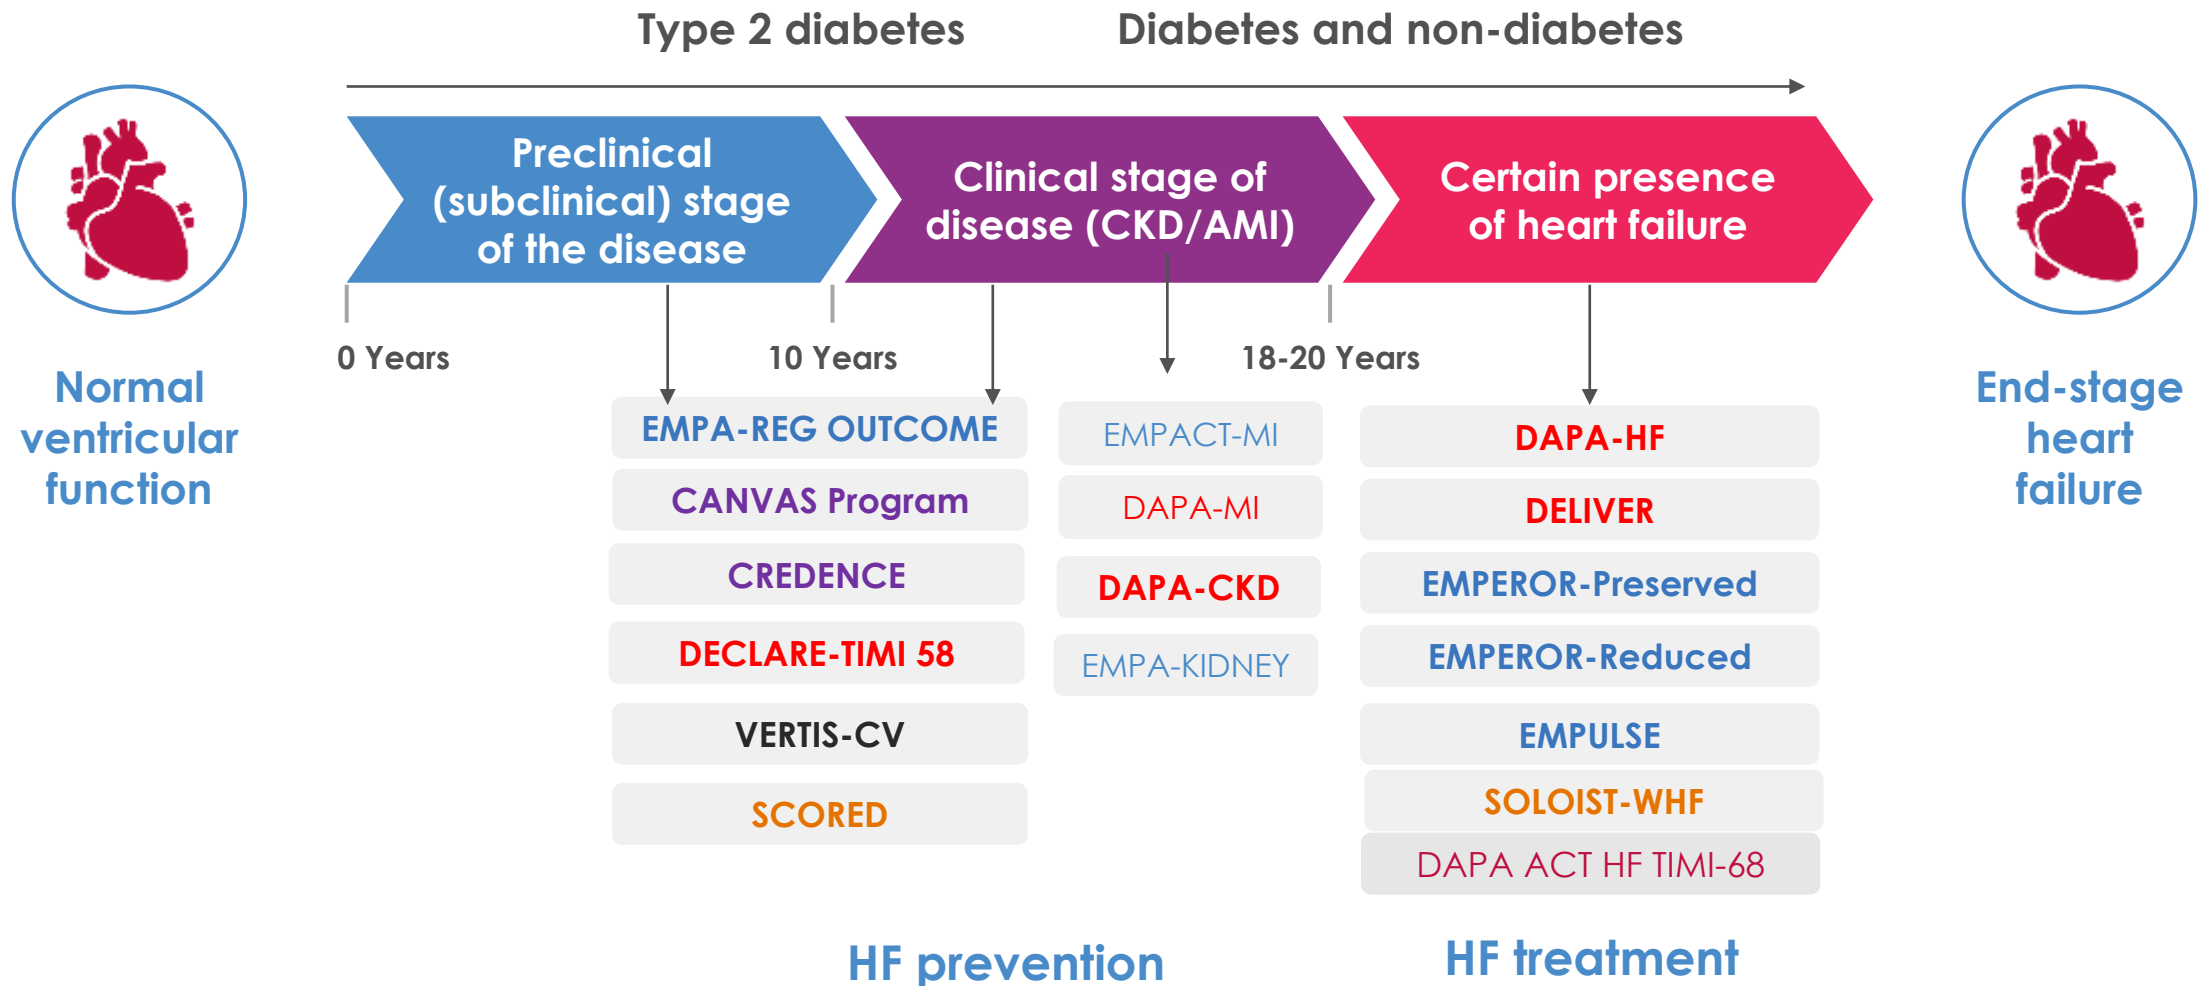 Type 2 diabetes
Diabetes and non-diabetes
Preclinical
(subclinical) stage
of the disease
Clinical stage of
disease (CKD/AMI)
Certain presence
of heart failure
0 Years
10 Years
18-20 Years
Normal
ventricular
function
End-stage
heart
failure
EMPA-REG OUTCOME
CANVAS Program
CREDENCE
DECLARE-TIMI 58
VERTIS-CV
SCORED
EMPACT-MI
DAPA-MI
DAPA-CKD
EMPA-KIDNEY
DAPA-HF
DELIVER
EMPEROR-Preserved
EMPEROR-Reduced
EMPULSE
SOLOIST-WHF
DAPA ACT HF TIMI-68
HF prevention
HF treatment